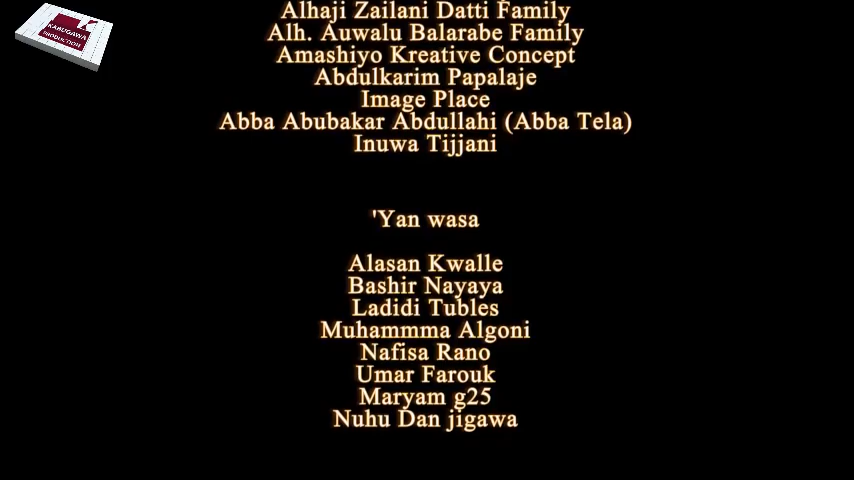 KABUGAWA
PRODUCTION
Alhaji Zailani Datti Family
Alh. Auwalu Balarabe Family
Amashiyo Kreative Concept
Abdulkarim Papalaje
Image Place
Abba Abubakar Abdullahi (Abba Tela)
Inuwa Tijjani
'Yan wasa
Alasan Kwalle
Bashir Nayaya
Ladidi Tubles
Muhammma Algoni
Nafisa Rano
Umar Farouk
Maryam g25
Nuhu Dan jigawa